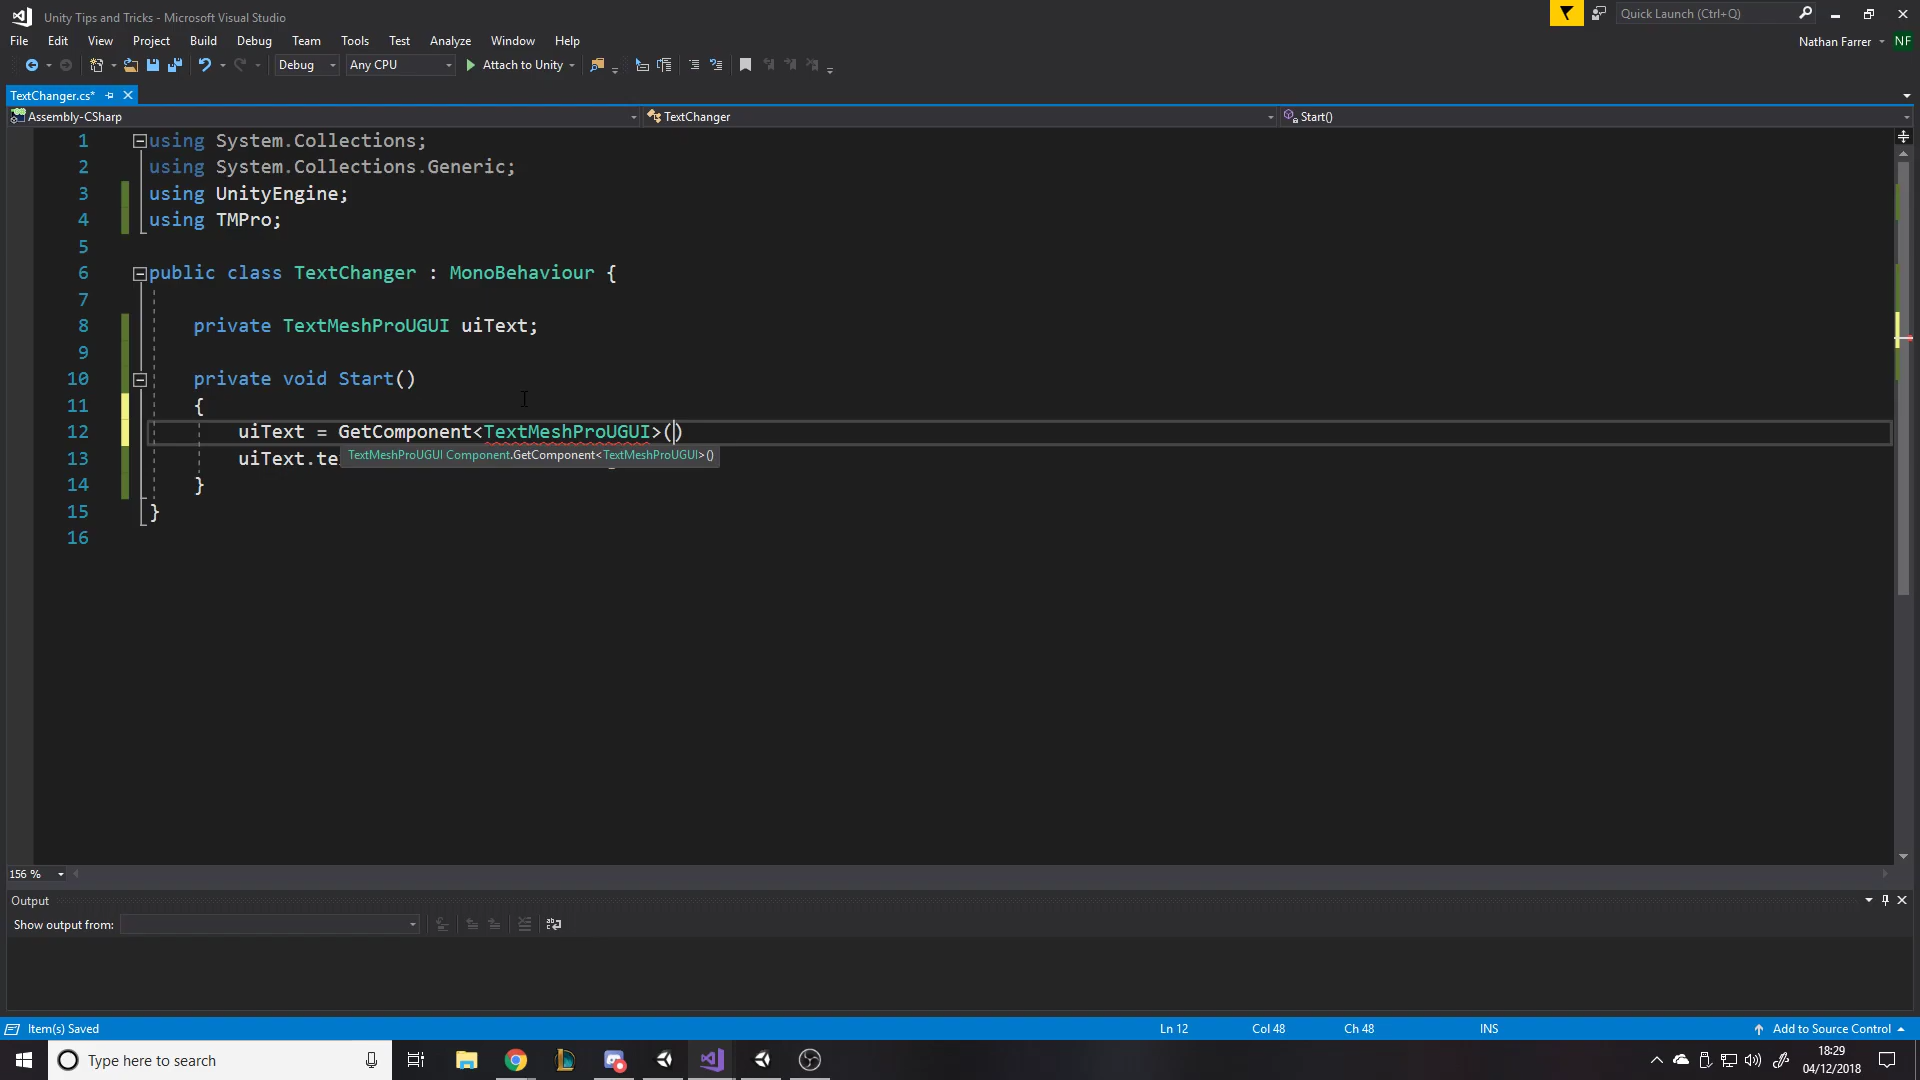 Unity Tips and Tricks - Microsoft Visual Studio
Quick Launch (Ctrl+Q)
File Edit View Project Build Debug Team Tools Test Analyze Window Help
Nathan Farrer NF
Debug Any CPU Attach to Unity
TextChanger.cs*
Assembly-CSharp TextChanger Start()
1 using System.Collections;
2 using System.Collections.Generic;
3 using UnityEngine;
4 using TMPro;
5
6 public class TextChanger : MonoBehaviour {
7
8 private TextMeshProUGUI uiText;
9
10 private void Start()
11 {
12 uiText = GetComponent<TextMeshProUGUI>()
TextMeshProUGUI Component.GetComponent<TextMeshProUGUI>()
13 uiText.te
14 }
15 }
16
156 %
Output
Show output from:
Item(s) Saved Ln 12 Col 48 Ch 48 INS Add to Source Control
Type here to search
18:29
04/12/2018